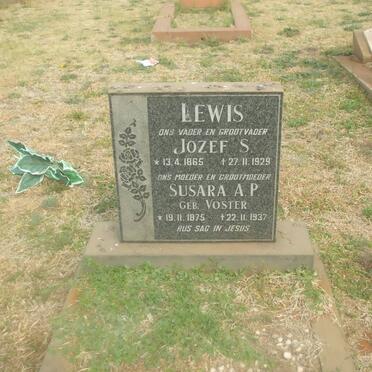 LEWIS
ONS VADER EN GROOTVADER
JOZEF S.
* 13.4.1865 † 27.11.1929
ONS MOEDER EN GROOTMOEDER
SUSARA A.P.
GEB. VOSTER
* 19.11.1875 † 22.11.1937
RUS SAG IN JESUS